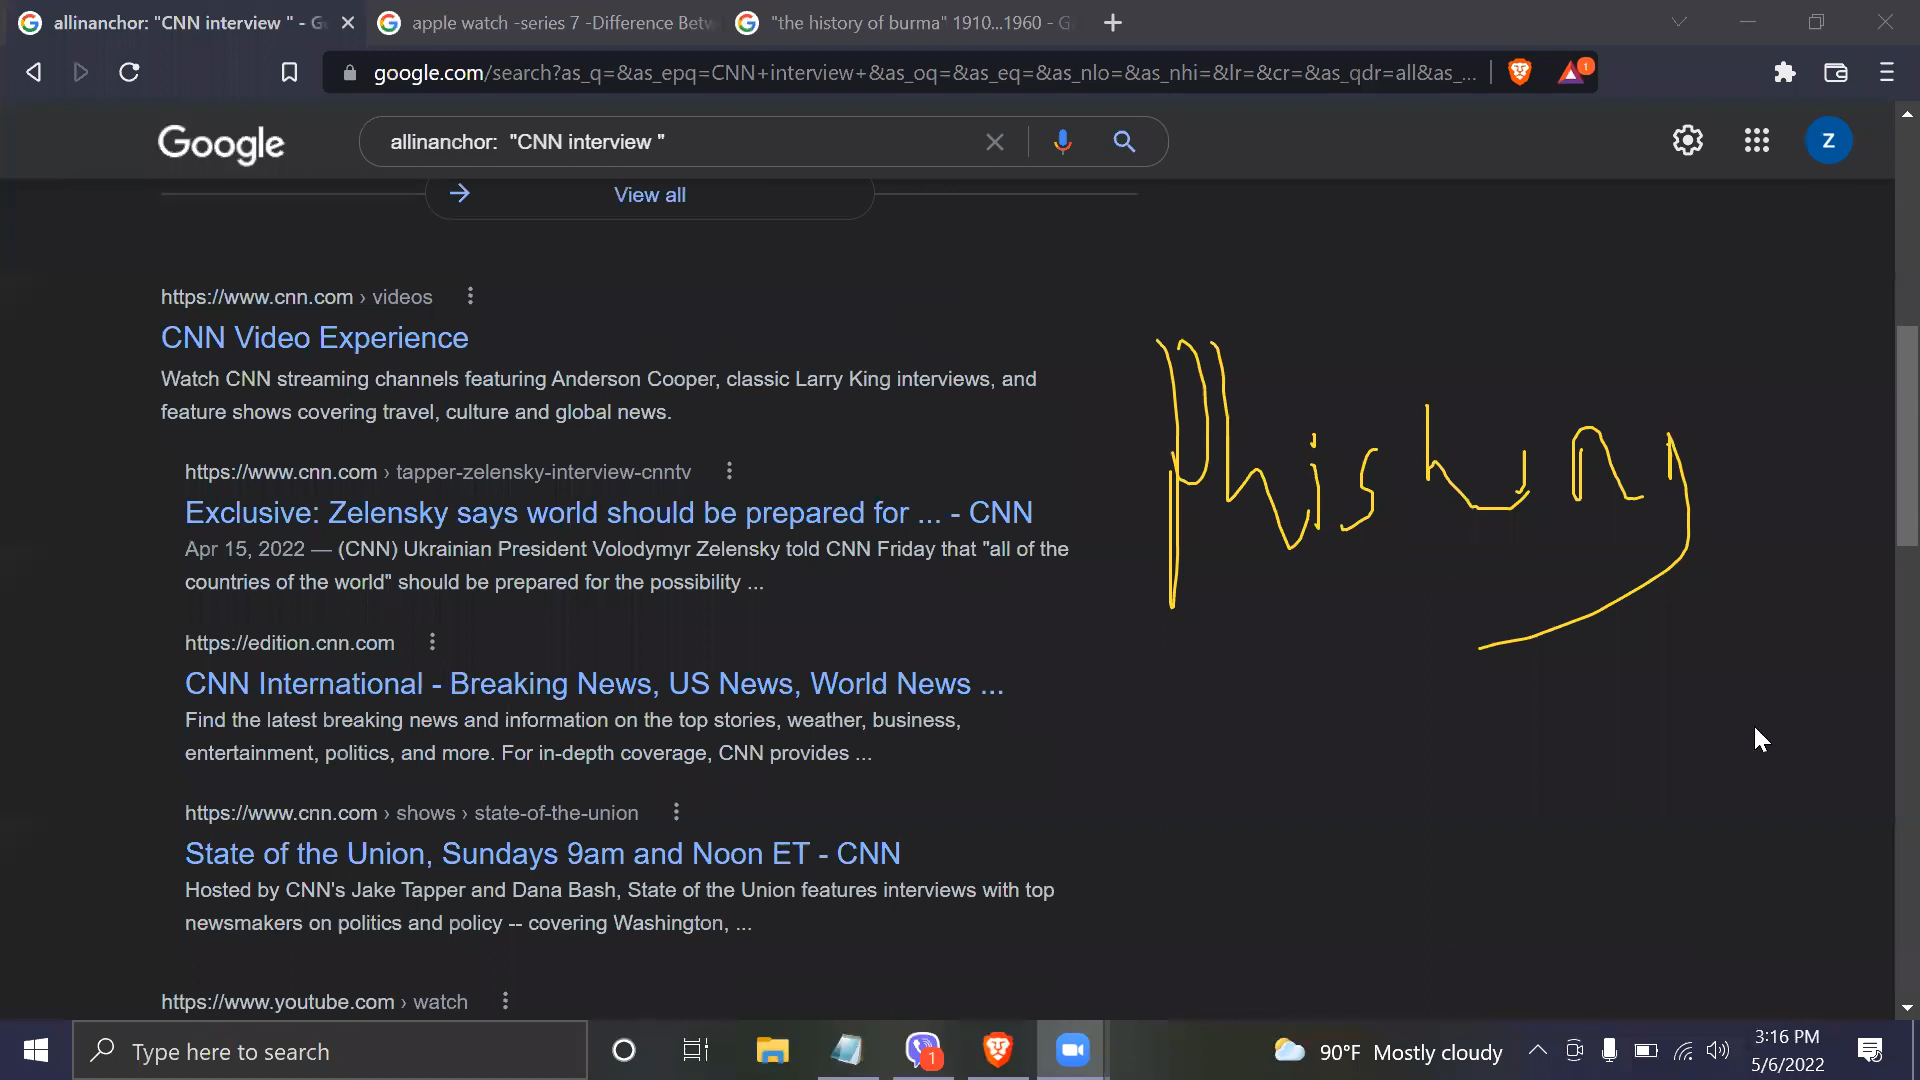 allinanchor: "CNN interview " - G
apple watch -series 7 -Difference Betw
"the history of burma" 1910...1960 - G
google.com/search?as_q=&as_epq=CNN+interview+&as_oq=&as_eq=&as_nlo=&as_nhi=&lr=&cr=&as_qdr=all&as_...
1
Google
allinanchor: "CNN interview "
Z
View all
https://www.cnn.com › videos
CNN Video Experience
Watch CNN streaming channels featuring Anderson Cooper, classic Larry King interviews, and
feature shows covering travel, culture and global news.
https://www.cnn.com › tapper-zelensky-interview-cnntv
Exclusive: Zelensky says world should be prepared for ... - CNN
Apr 15, 2022 — (CNN) Ukrainian President Volodymyr Zelensky told CNN Friday that "all of the
countries of the world" should be prepared for the possibility ...
https://edition.cnn.com
CNN International - Breaking News, US News, World News ...
Find the latest breaking news and information on the top stories, weather, business,
entertainment, politics, and more. For in-depth coverage, CNN provides ...
https://www.cnn.com › shows › state-of-the-union
State of the Union, Sundays 9am and Noon ET - CNN
Hosted by CNN's Jake Tapper and Dana Bash, State of the Union features interviews with top
newsmakers on politics and policy -- covering Washington, ...
https://www.youtube.com › watch
Phishing
Type here to search
1
90°F Mostly cloudy
3:16 PM
5/6/2022